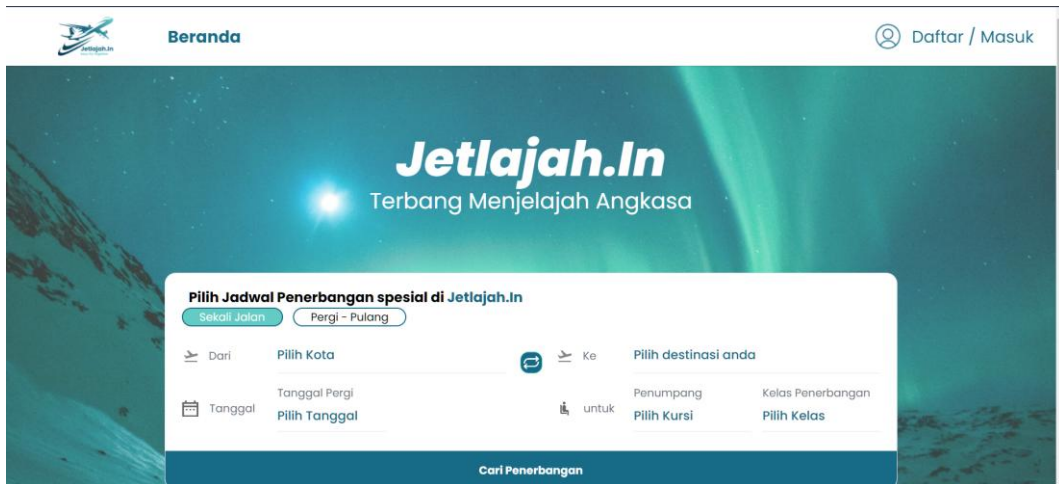 Jetlajah.In
Beranda
Daftar / Masuk
Jetlajah.In
Terbang Menjelajah Angkasa
Pilih Jadwal Penerbangan spesial di Jetlajah.In
Sekali Jalan
Pergi - Pulang
Dari
Pilih Kota
Ke
Pilih destinasi anda
Tanggal
Tanggal Pergi
Pilih Tanggal
untuk
Penumpang
Pilih Kursi
Kelas Penerbangan
Pilih Kelas
Cari Penerbangan